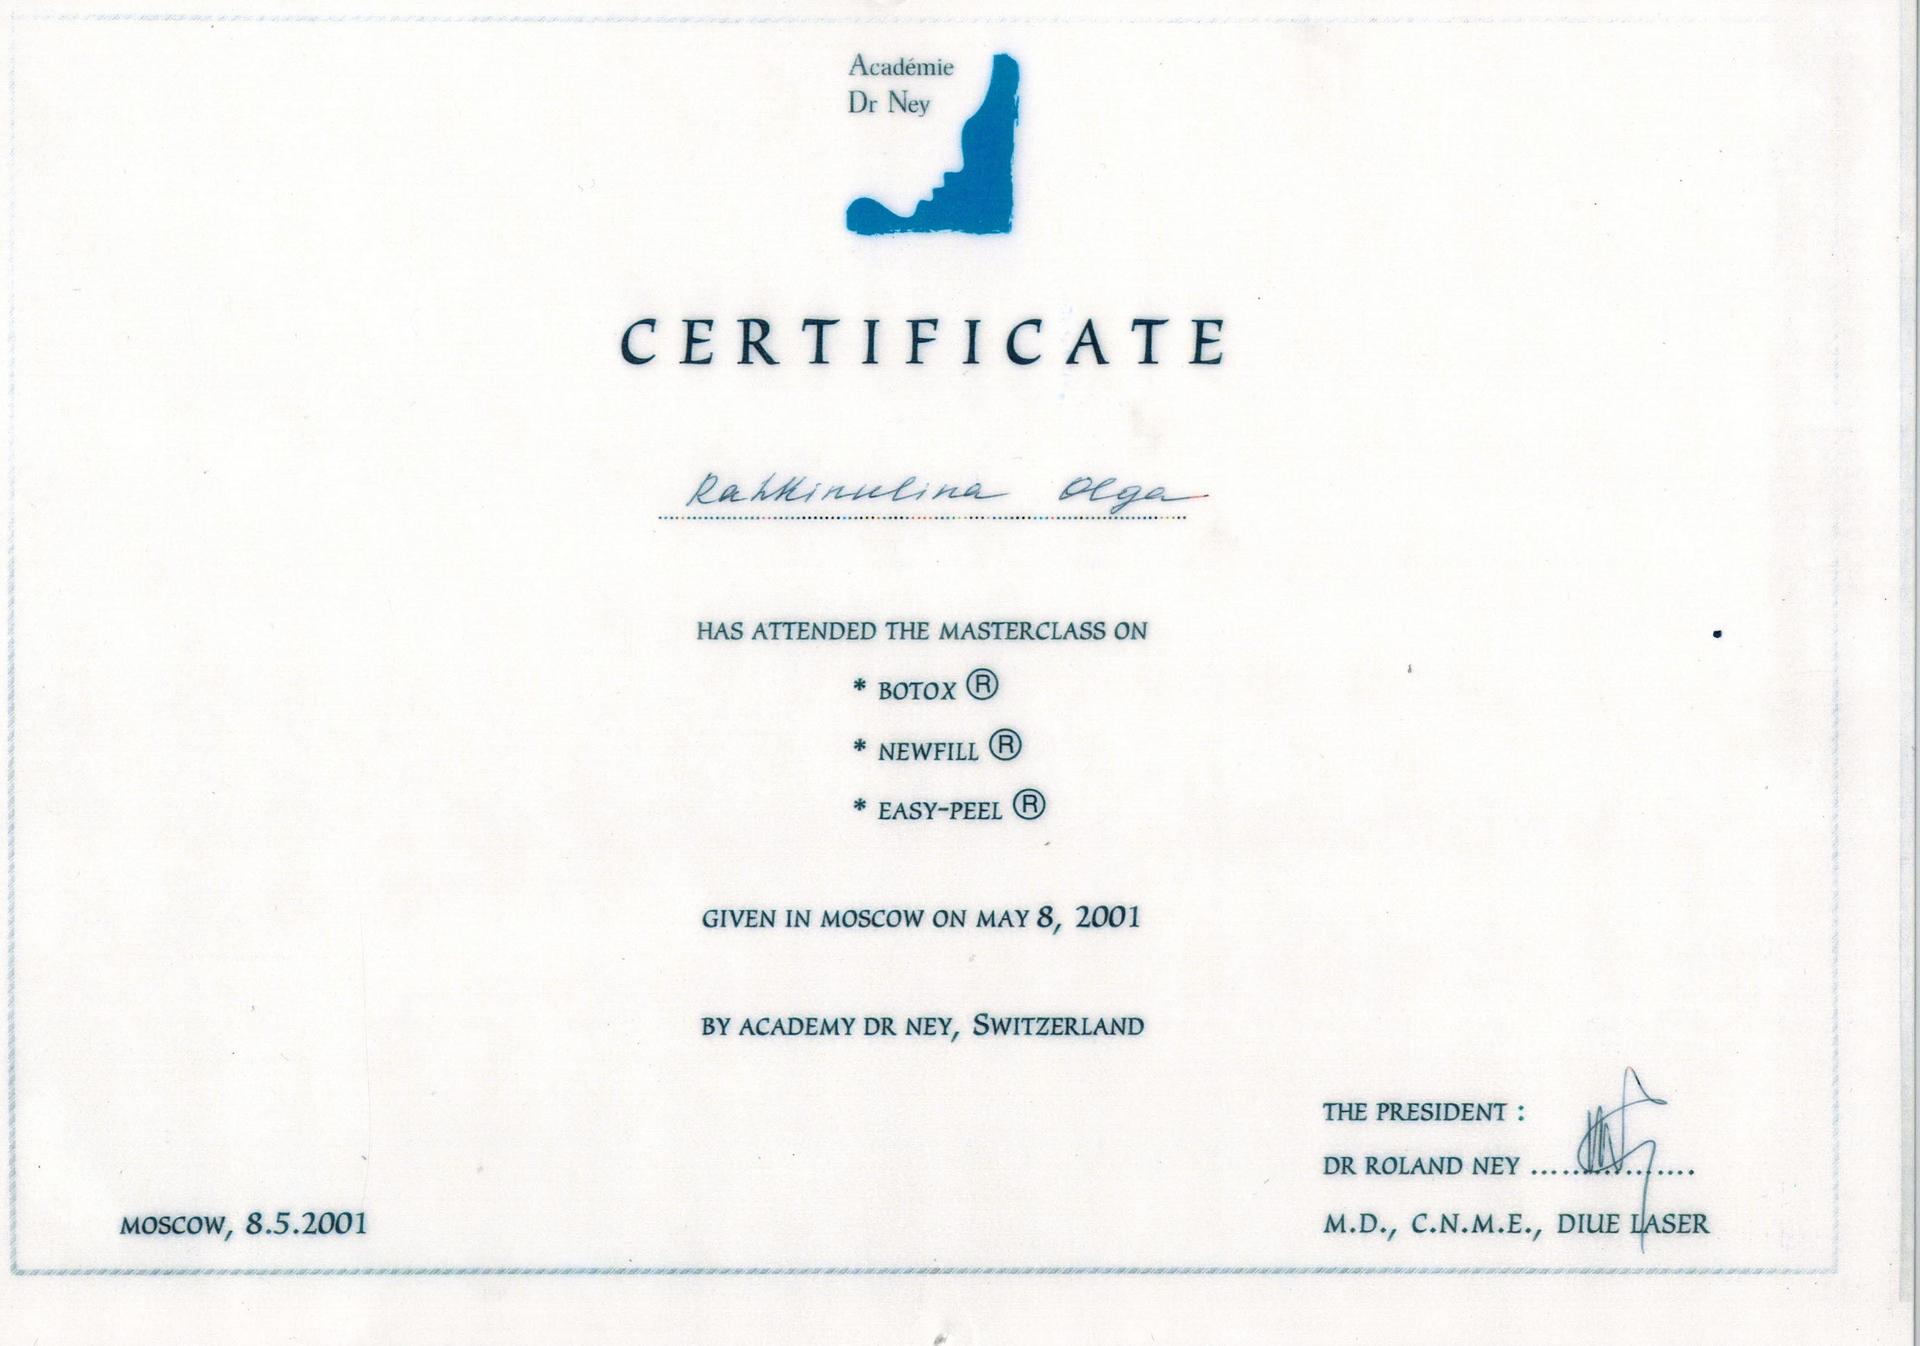 Académie
Dr Ney
CERTIFICATE
Olga
HAS ATTENDED THE MASTERCLASS ON
* BOTOX ®
* NEWFILL ®
* EASY-PEEL ®
GIVEN IN MOSCOW ON MAY 8, 2001
BY ACADEMY DR NEY, SWITZERLAND
THE PRESIDENT :
DR ROLAND NEY ..................
M.D., C.N.M.E., DIUE LASER
MOSCOW, 8.5.2001